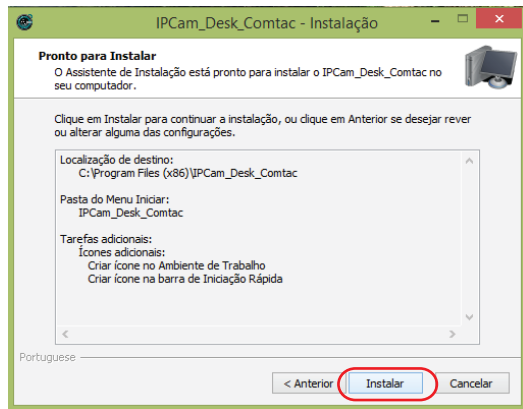 IPCam_Desk_Comtac - Instalação
Pronto para Instalar
O Assistente de Instalação está pronto para instalar o IPCam_Desk_Comtac no
seu computador.
Clique em Instalar para continuar a instalação, ou clique em Anterior se desejar rever
ou alterar alguma das configurações.
Localização de destino:
C:\Program Files (x86)\IPCam_Desk_Comtac
Pasta do Menu Iniciar:
IPCam_Desk_Comtac
Tarefas adicionais:
Ícones adicionais:
Criar ícone no Ambiente de Trabalho
Criar ícone na barra de Iniciação Rápida
Portuguese
< Anterior Instalar Cancelar